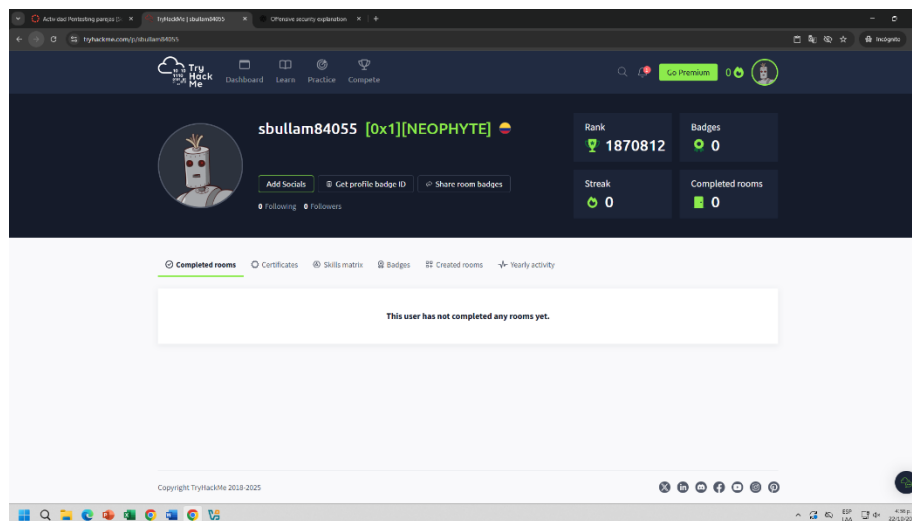 Actividad Pentesting parejas (S
TryHackMe | sbullam84055
Offensive security explanation
tryhackme.com/p/sbullam84055
Incógnito
Try Hack Me
Dashboard Learn Practice Compete
Go Premium 0
sbullam84055 [0x1][NEOPHYTE]
Rank
1870812
Badges
0
Add Socials Get profile badge ID Share room badges
0 Following 0 Followers
Streak
0
Completed rooms
0
Completed rooms Certificates Skills matrix Badges Created rooms Yearly activity
This user has not completed any rooms yet.
Copyright TryHackMe 2018-2025
ESP
LAA